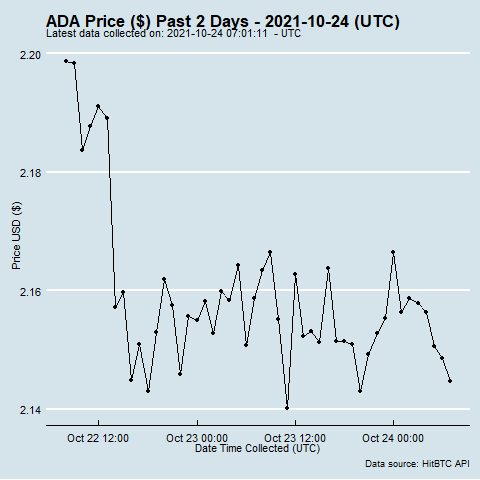 ADA Price ($) Past 2 Days - 2021-10-24 (UTC)
Latest data collected on: 2021-10-24 07:01:11 - UTC
2.20
2.18
2.16
2.14
Price USD ($)
Oct 22 12:00
Oct 23 00:00
Oct 23 12:00
Oct 24 00:00
Date Time Collected (UTC)
Data source: HitBTC API